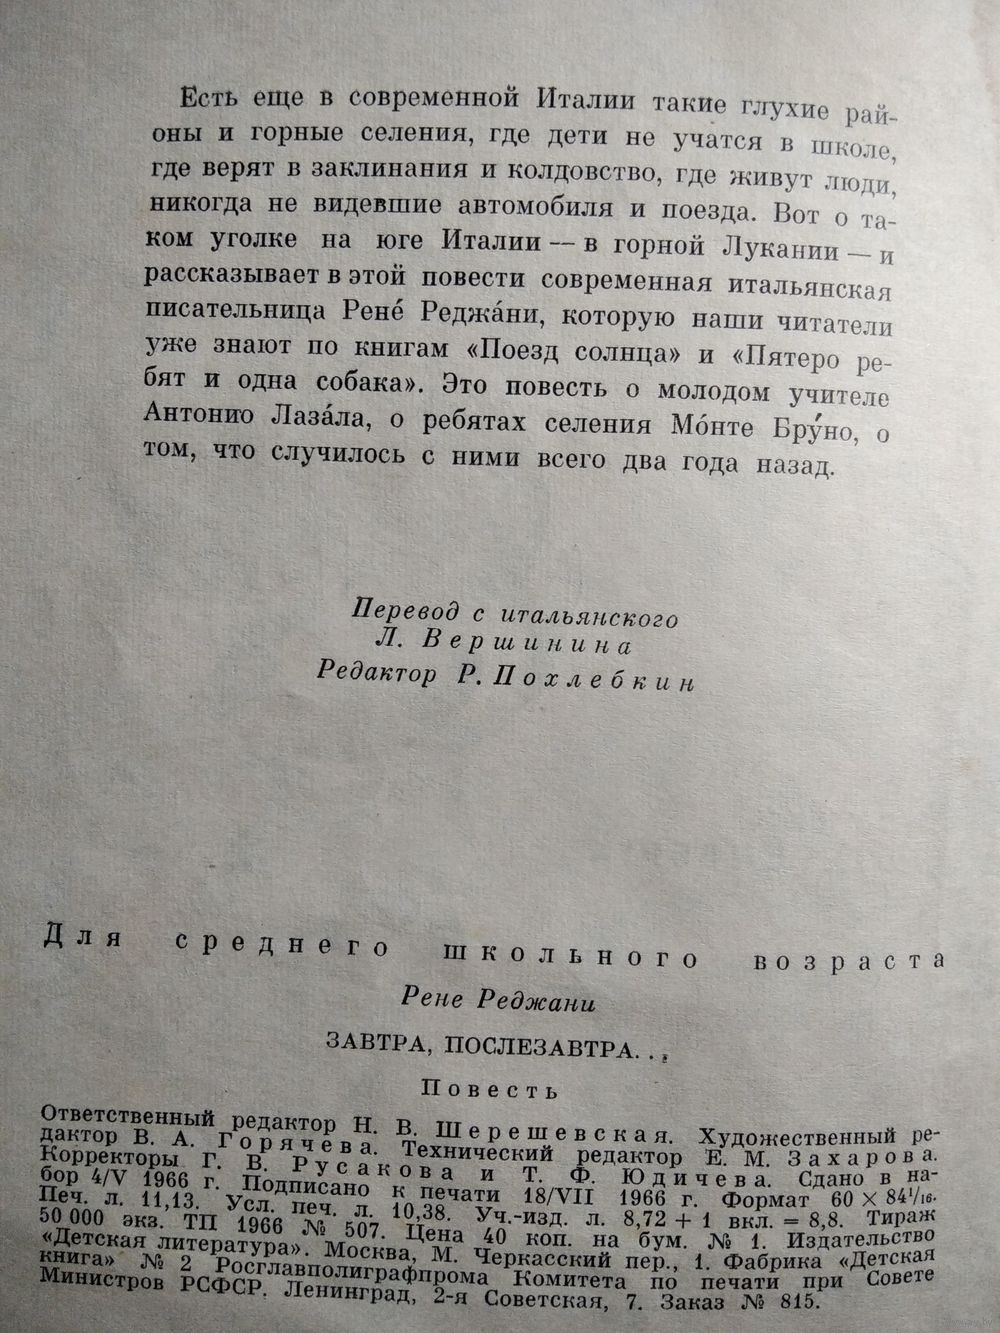 Есть еще в современной Италии такие глухие рай-
оны и горные селения, где дети не учатся в школе,
где верят в заклинания и колдовство, где живут люди,
никогда не видевшие автомобиля и поезда. Вот о та-
ком уголке на юге Италии — в горной Лукании — и
рассказывает в этой повести современная итальянская
писательница Рене́ Реджа́ни, которую наши читатели
уже знают по книгам «Поезд солнца» и «Пятеро ре-
бят и одна собака». Это повесть о молодом учителе
Антонио Лаза́ла, о ребятах селения Мо́нте Бру́но, о
том, что случилось с ними всего два года назад.
Перевод с итальянского
Л. Вершинина
Редактор Р. Похлебкин
Для среднего школьного возраста
Рене Реджани
ЗАВТРА, ПОСЛЕЗАВТРА...
Повесть
Ответственный редактор Н. В. Шерешевская. Художественный ре-
дактор В. А. Горячева. Технический редактор Е. М. Захарова.
Корректоры Г. В. Русакова и Т. Ф. Юдичева. Сдано в на-
бор 4/V 1966 г. Подписано к печати 18/VII 1966 г. Формат 60 × 84¹/₁₆.
Печ. л. 11,13. Усл. печ. л. 10,38. Уч.-изд. л. 8,72 + 1 вкл. = 8,8. Тираж
50 000 экз. ТП 1966 № 507. Цена 40 коп. на бум. № 1. Издательство
«Детская литература». Москва, М. Черкасский пер., 1. Фабрика «Детская
книга» № 2 Росглавполиграфпрома Комитета по печати при Совете
Министров РСФСР. Ленинград, 2-я Советская, 7. Заказ № 815.